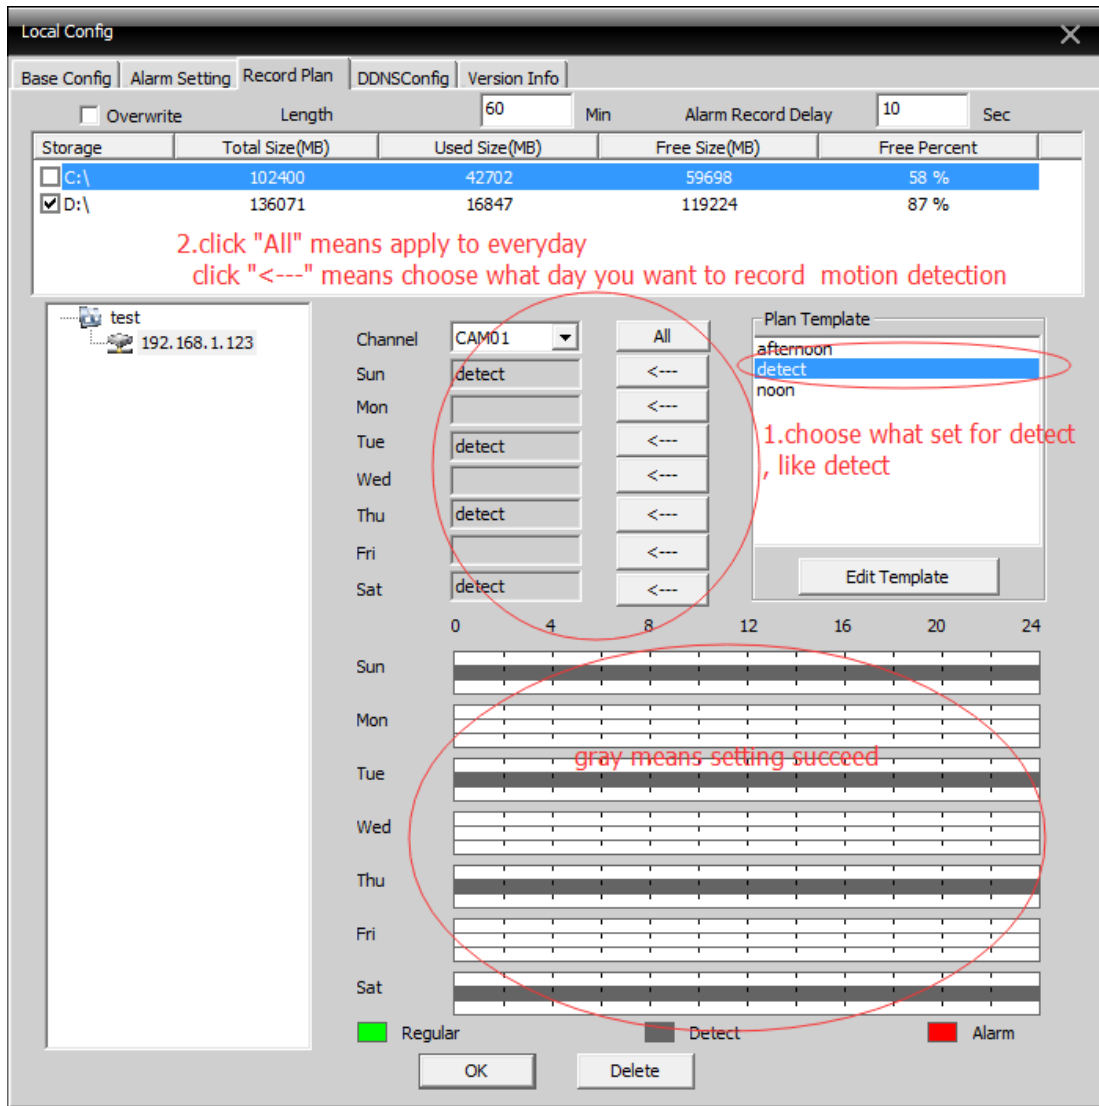 Local Config
Base Config Alarm Setting Record Plan DDNSConfig Version Info
Overwrite Length 60 Min Alarm Record Delay 10 Sec
Storage Total Size(MB) Used Size(MB) Free Size(MB) Free Percent
C:\ 102400 42702 59698 58 %
D:\ 136071 16847 119224 87 %
2.click "All" means apply to everyday
click "<---" means choose what day you want to record motion detection
test
192.168.1.123
Channel CAM01 All
Sun detect <---
Mon <---
Tue detect <---
Wed <---
Thu detect <---
Fri <---
Sat detect <---
Plan Template
afternoon
detect
noon
1.choose what set for detect
, like detect
Edit Template
0 4 8 12 16 20 24
Sun
Mon
gray means setting succeed
Tue
Wed
Thu
Fri
Sat
Regular Detect Alarm
OK Delete